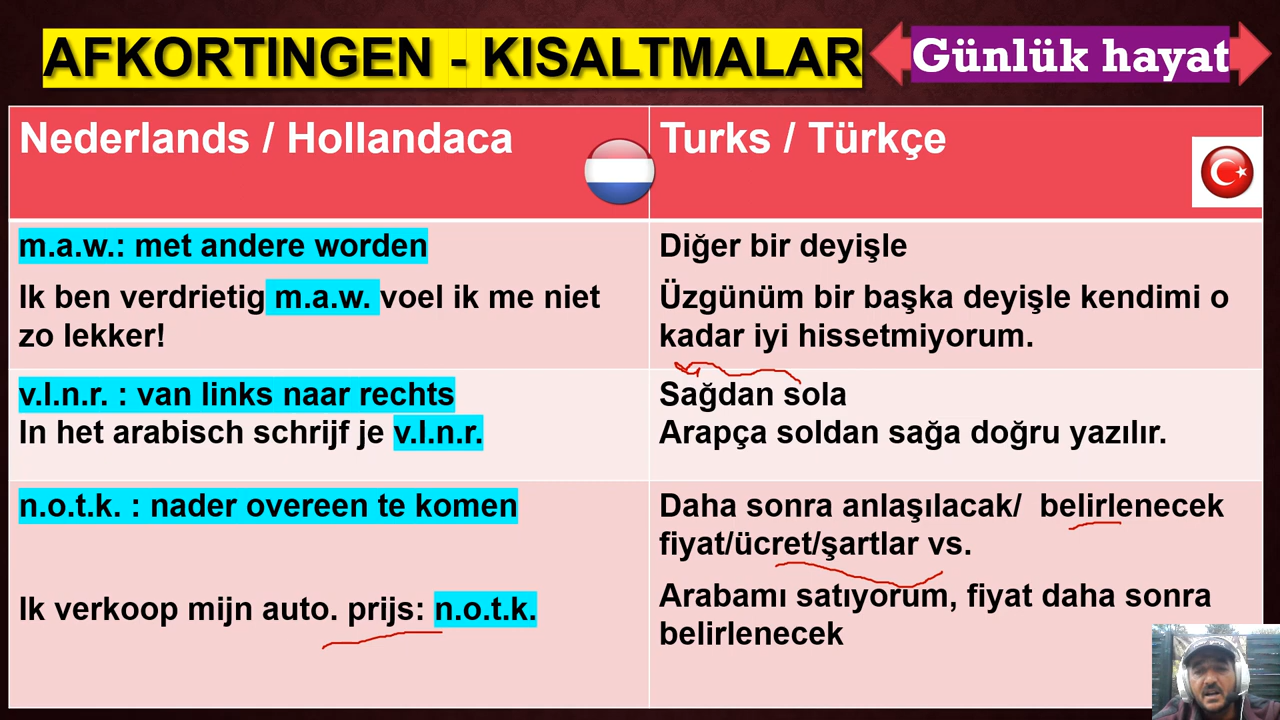 AFKORTINGEN - KISALTMALAR
Günlük hayat
Nederlands / Hollandaca
Turks / Türkçe
m.a.w.: met andere worden
Ik ben verdrietig m.a.w. voel ik me niet
zo lekker!
Diğer bir deyişle
Üzgünüm bir başka deyişle kendimi o
kadar iyi hissetmiyorum.
v.l.n.r. : van links naar rechts
In het arabisch schrijf je v.l.n.r.
Sağdan sola
Arapça soldan sağa doğru yazılır.
n.o.t.k. : nader overeen te komen
Ik verkoop mijn auto. prijs: n.o.t.k.
Daha sonra anlaşılacak/ belirlenecek
fiyat/ücret/şartlar vs.
Arabamı satıyorum, fiyat daha sonra
belirlenecek